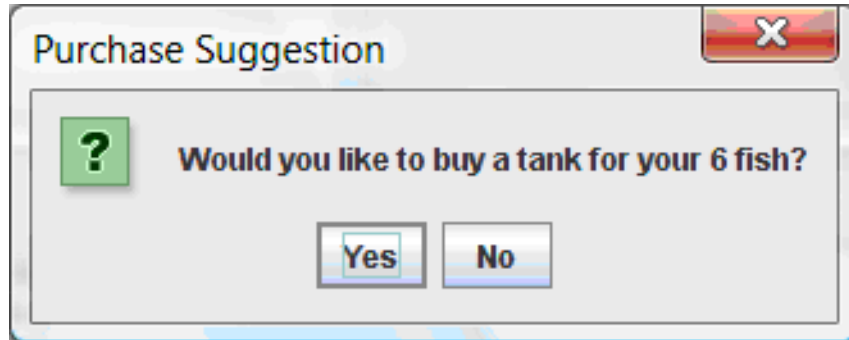 Purchase Suggestion
?
Would you like to buy a tank for your 6 fish?
Yes No